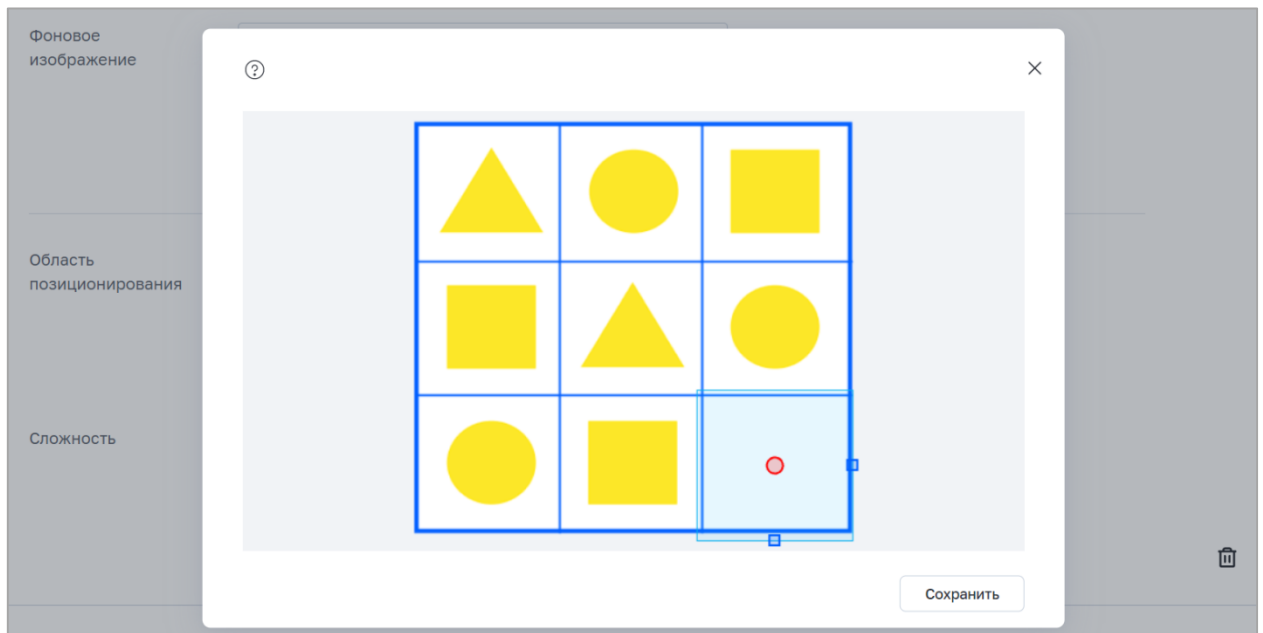 Фоновое
изображение
Область
позиционирования
Сложность
Сохранить